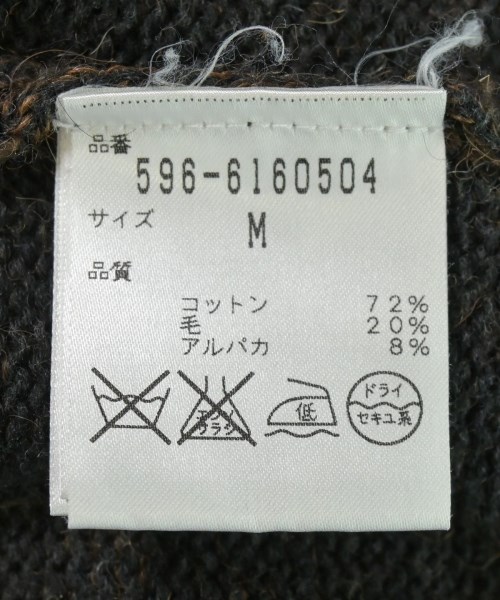 品番
596-6160504
サイズ
M
品質
コットン 72%
毛 20%
アルパカ 8%
低
ドライ
セキユ系